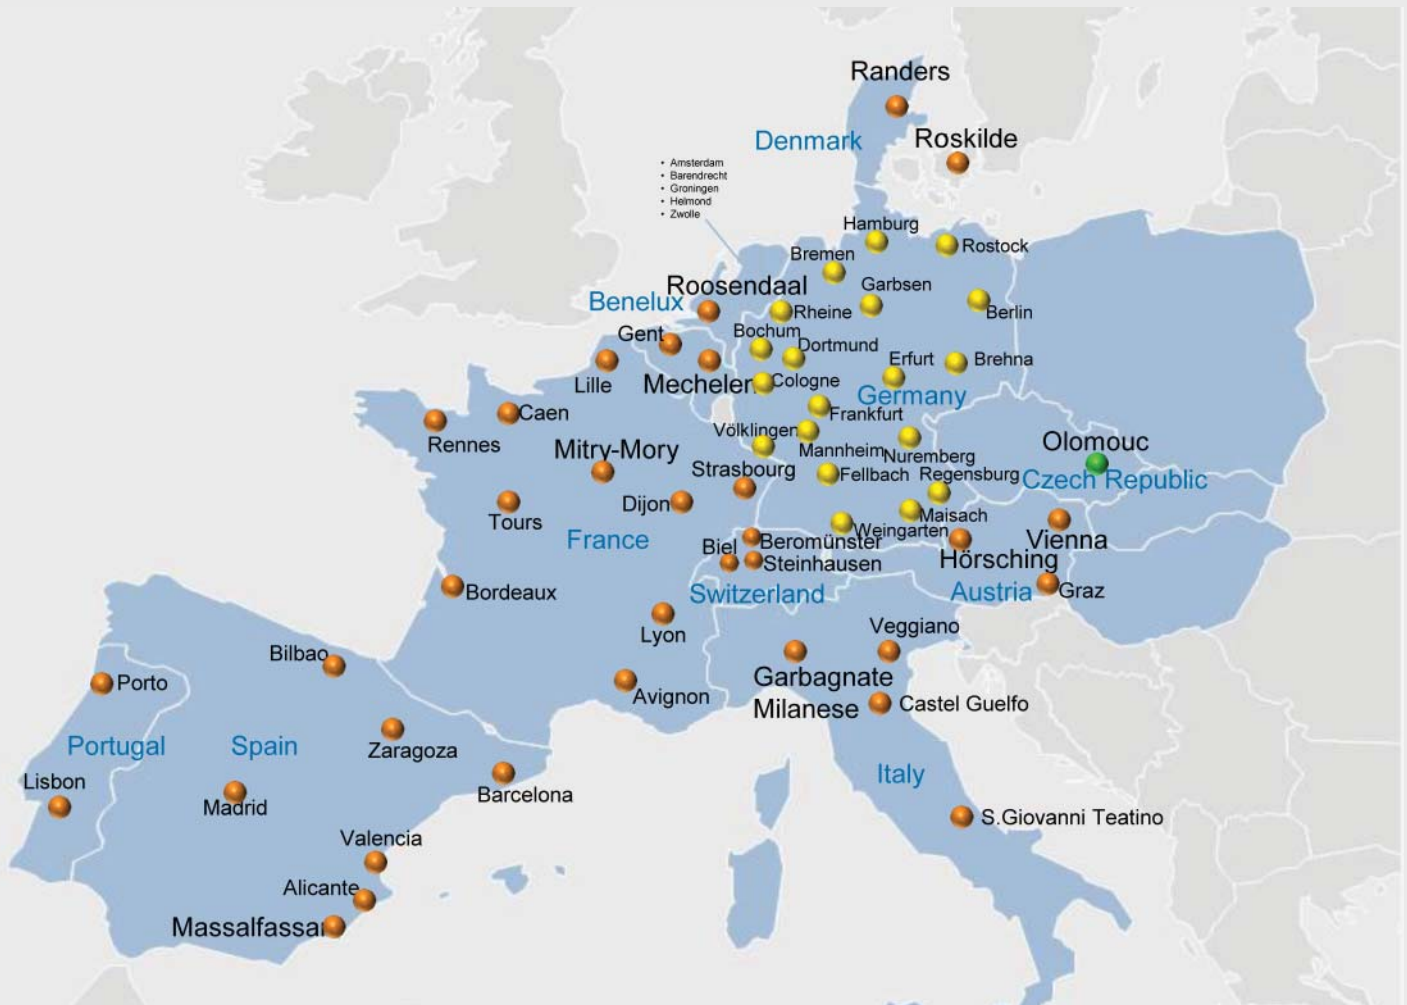 Randers
Denmark
Roskilde
• Amsterdam
• Barendrecht
• Groningen
• Helmond
• Zwolle
Hamburg
Rostock
Bremen
Roosendaal
Garbsen
Benelux
Rheine
Berlin
Gent
Bochum
Dortmund
Erfurt
Brehna
Lille
Mechelen
Cologne
Germany
Caen
Frankfurt
Rennes
Völklingen
Mitry-Mory
Mannheim
Nuremberg
Olomouc
Strasbourg
Fellbach
Regensburg
Czech Republic
Dijon
Tours
Maisach
France
Weingarten
Vienna
Biel
Beromünster
Hörsching
Steinhausen
Bordeaux
Switzerland
Austria
Graz
Lyon
Veggiano
Bilbao
Porto
Avignon
Garbagnate
Milanese
Castel Guelfo
Portugal
Spain
Zaragoza
Italy
Lisbon
Madrid
Barcelona
S.Giovanni Teatino
Valencia
Alicante
Massalfassar